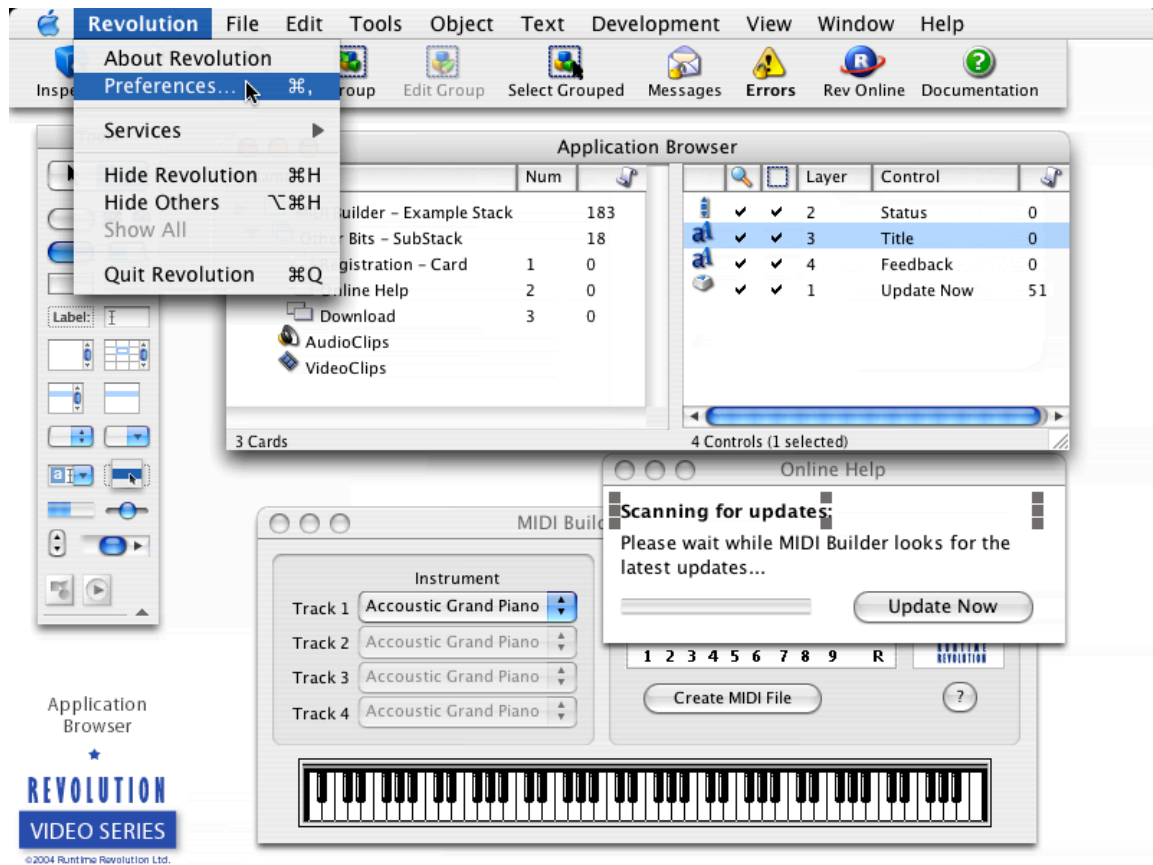 Revolution File Edit Tools Object Text Development View Window Help
About Revolution
Preferences... ⌘,
Services
Hide Revolution ⌘H
Hide Others ⌥⌘H
Show All
Quit Revolution ⌘Q
Edit Group Select Grouped Messages Errors Rev Online Documentation
Application Browser
Num Layer Control
Builder – Example Stack 183
Bits – SubStack 18
Registration – Card 1 0
Online Help 2 0
Download 3 0
AudioClips
VideoClips
3 Cards
2 Status 0
3 Title 0
4 Feedback 0
1 Update Now 51
4 Controls (1 selected)
Label:
Online Help
Scanning for updates:
Please wait while MIDI Builder looks for the
latest updates...
Update Now
MIDI
Instrument
Track 1 Accoustic Grand Piano
Track 2 Accoustic Grand Piano
Track 3 Accoustic Grand Piano
Track 4 Accoustic Grand Piano
1 2 3 4 5 6 7 8 9 R
REVOLUTION
Create MIDI File ?
Application
Browser
REVOLUTION
VIDEO SERIES
©2004 Runtime Revolution Ltd.